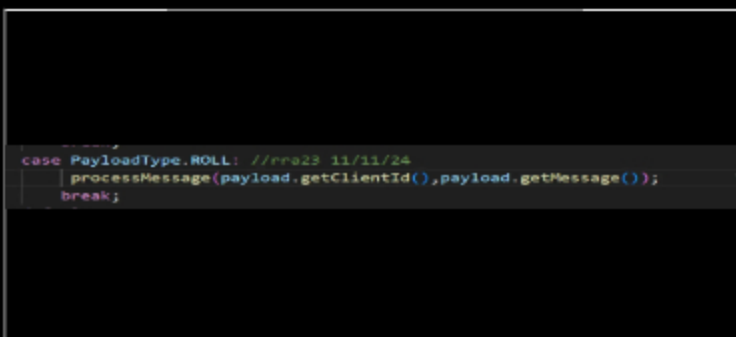 case PayloadType.ROLL: //rra23 11/11/24
processMessage(payload.getClientId(),payload.getMessage());
break;